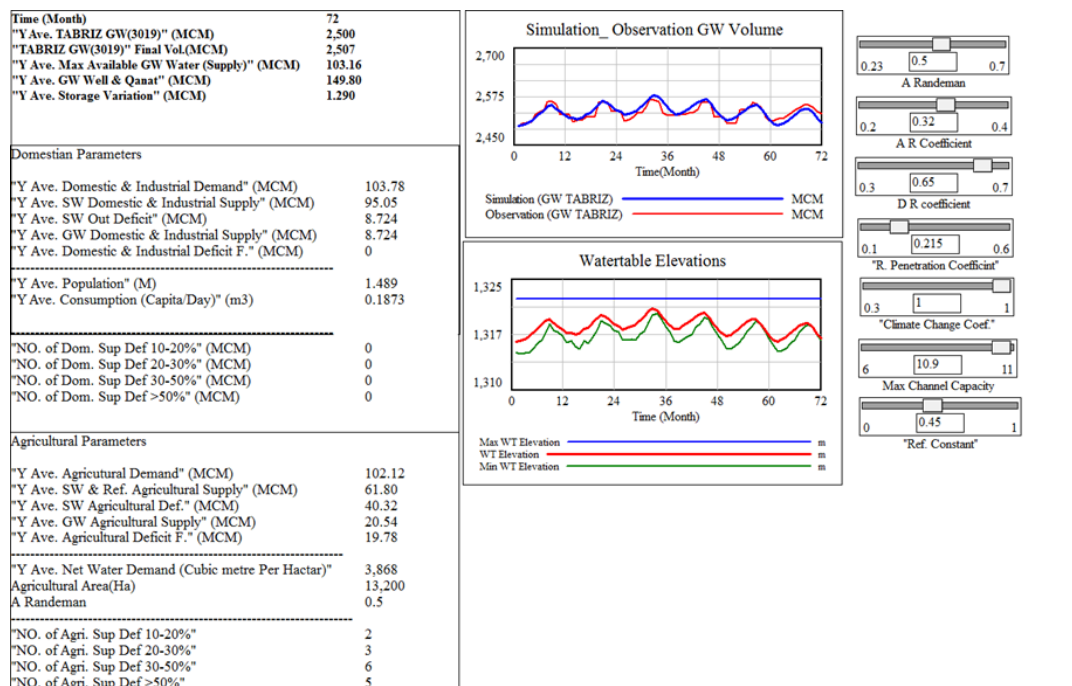 Time (Month) 72
"Y Ave. TABRIZ GW(3019)" (MCM) 2,500
"TABRIZ GW(3019)" Final Vol.(MCM) 2,507
"Y Ave. Max Available GW Water (Supply)" (MCM) 103.16
"Y Ave. GW Well & Qanat" (MCM) 149.80
"Y Ave. Storage Variation" (MCM) 1.290
Domestian Parameters
"Y Ave. Domestic & Industrial Demand" (MCM) 103.78
"Y Ave. SW Domestic & Industrial Supply" (MCM) 95.05
"Y Ave. SW Out Deficit" (MCM) 8.724
"Y Ave. GW Domestic & Industrial Supply" (MCM) 8.724
"Y Ave. Domestic & Industrial Deficit F." (MCM) 0
"Y Ave. Population" (M) 1.489
"Y Ave. Consumption (Capita/Day)" (m3) 0.1873
"NO. of Dom. Sup Def 10-20%" (MCM) 0
"NO. of Dom. Sup Def 20-30%" (MCM) 0
"NO. of Dom. Sup Def 30-50%" (MCM) 0
"NO. of Dom. Sup Def >50%" (MCM) 0
Agricultural Parameters
"Y Ave. Agricutural Demand" (MCM) 102.12
"Y Ave. SW & Ref. Agricultural Supply" (MCM) 61.80
"Y Ave. SW Agricultural Def." (MCM) 40.32
"Y Ave. GW Agricultural Supply" (MCM) 20.54
"Y Ave. Agricultural Deficit F." (MCM) 19.78
"Y Ave. Net Water Demand (Cubic metre Per Hactar)" 3,868
Agricultural Area(Ha) 13,200
A Randeman 0.5
"NO. of Agri. Sup Def 10-20%" 2
"NO. of Agri. Sup Def 20-30%" 3
"NO. of Agri. Sup Def 30-50%" 6
"NO. of Agri. Sup Def >50%" 5
Simulation_ Observation GW Volume
2,700
2,575
2,450
0 12 24 36 48 60 72
Time(Month)
Simulation (GW TABRIZ) MCM
Observation (GW TABRIZ) MCM
Watertable Elevations
1,325
1,317
1,310
0 12 24 36 48 60 72
Time (Month)
Max WT Elevation m
WT Elevation m
Min WT Elevation m
0.23 0.5 0.7
A Randeman
0.2 0.32 0.4
A R Coefficient
0.3 0.65 0.7
D R coefficient
0.1 0.215 0.6
"R. Penetration Coefficint"
0.3 1 1
"Climate Change Coef."
6 10.9 11
Max Channel Capacity
0 0.45 1
"Ref. Constant"